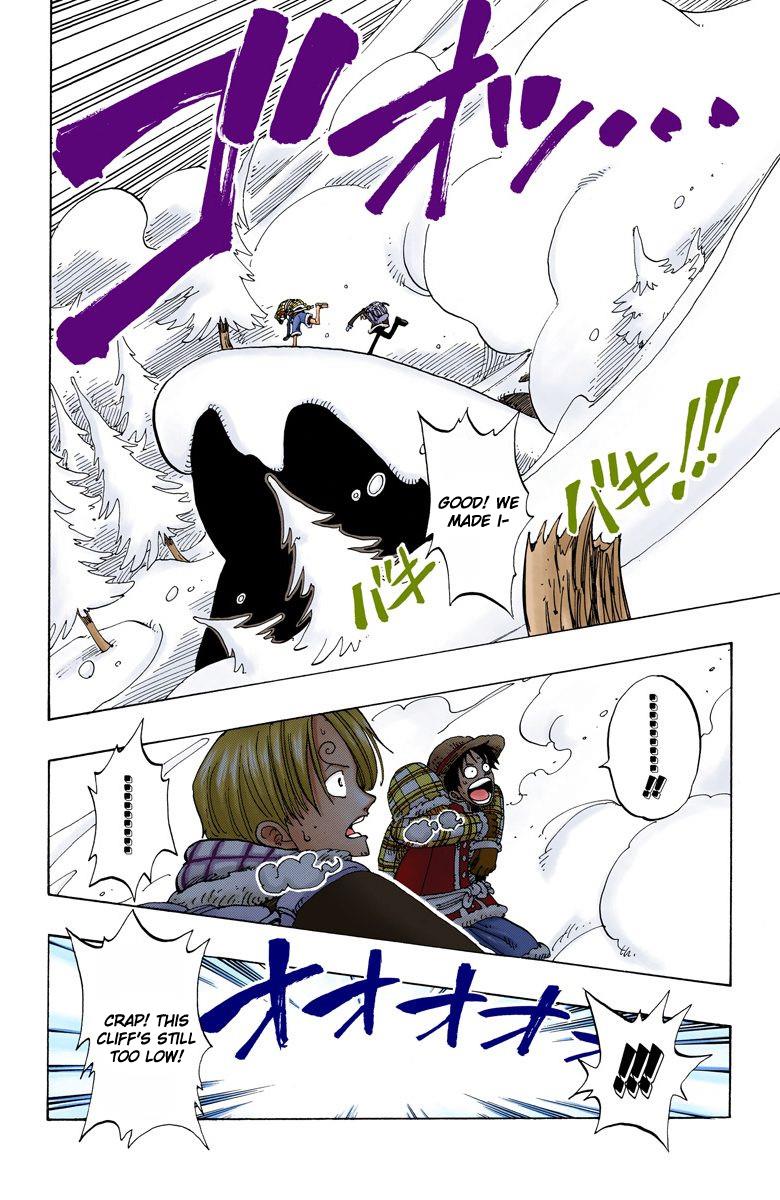 ゴオッ・・・
バキ!!!
GOOD! WE
MADE I-
バキ
.........!!
.........
オオオオオ
!!!
CRAP! THIS
CLIFF'S STILL
TOO LOW!